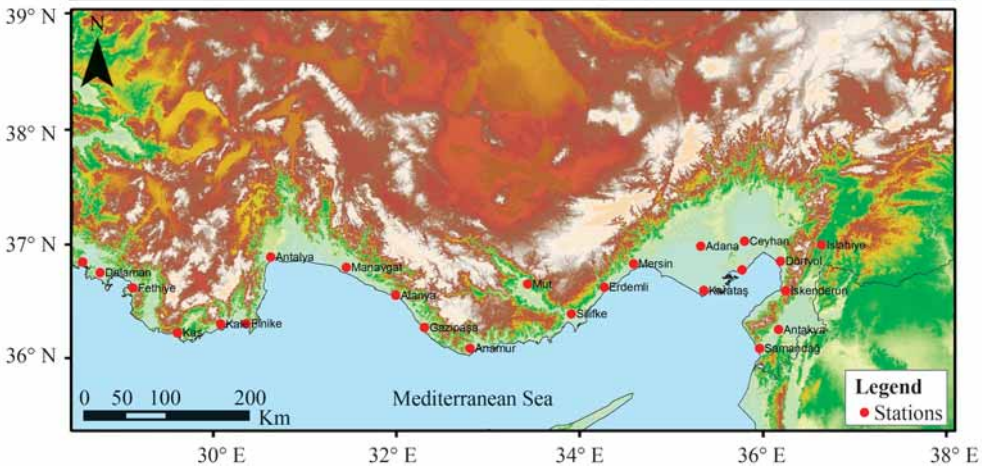 39° N
N
38° N
37° N
36° N
Adana
Ceyhan
Islahiye
Antalya
Dörtyol
Manavgat
Mersin
Dalaman
Mut
Fethiye
Erdemli
Karataş
İskenderun
Alanya
Silifke
Kale
Finike
Gazipaşa
Antakya
Kaş
Anamur
Samandağ
0 50 100 200
Km
Mediterranean Sea
Legend
Stations
30° E 32° E 34° E 36° E 38° E